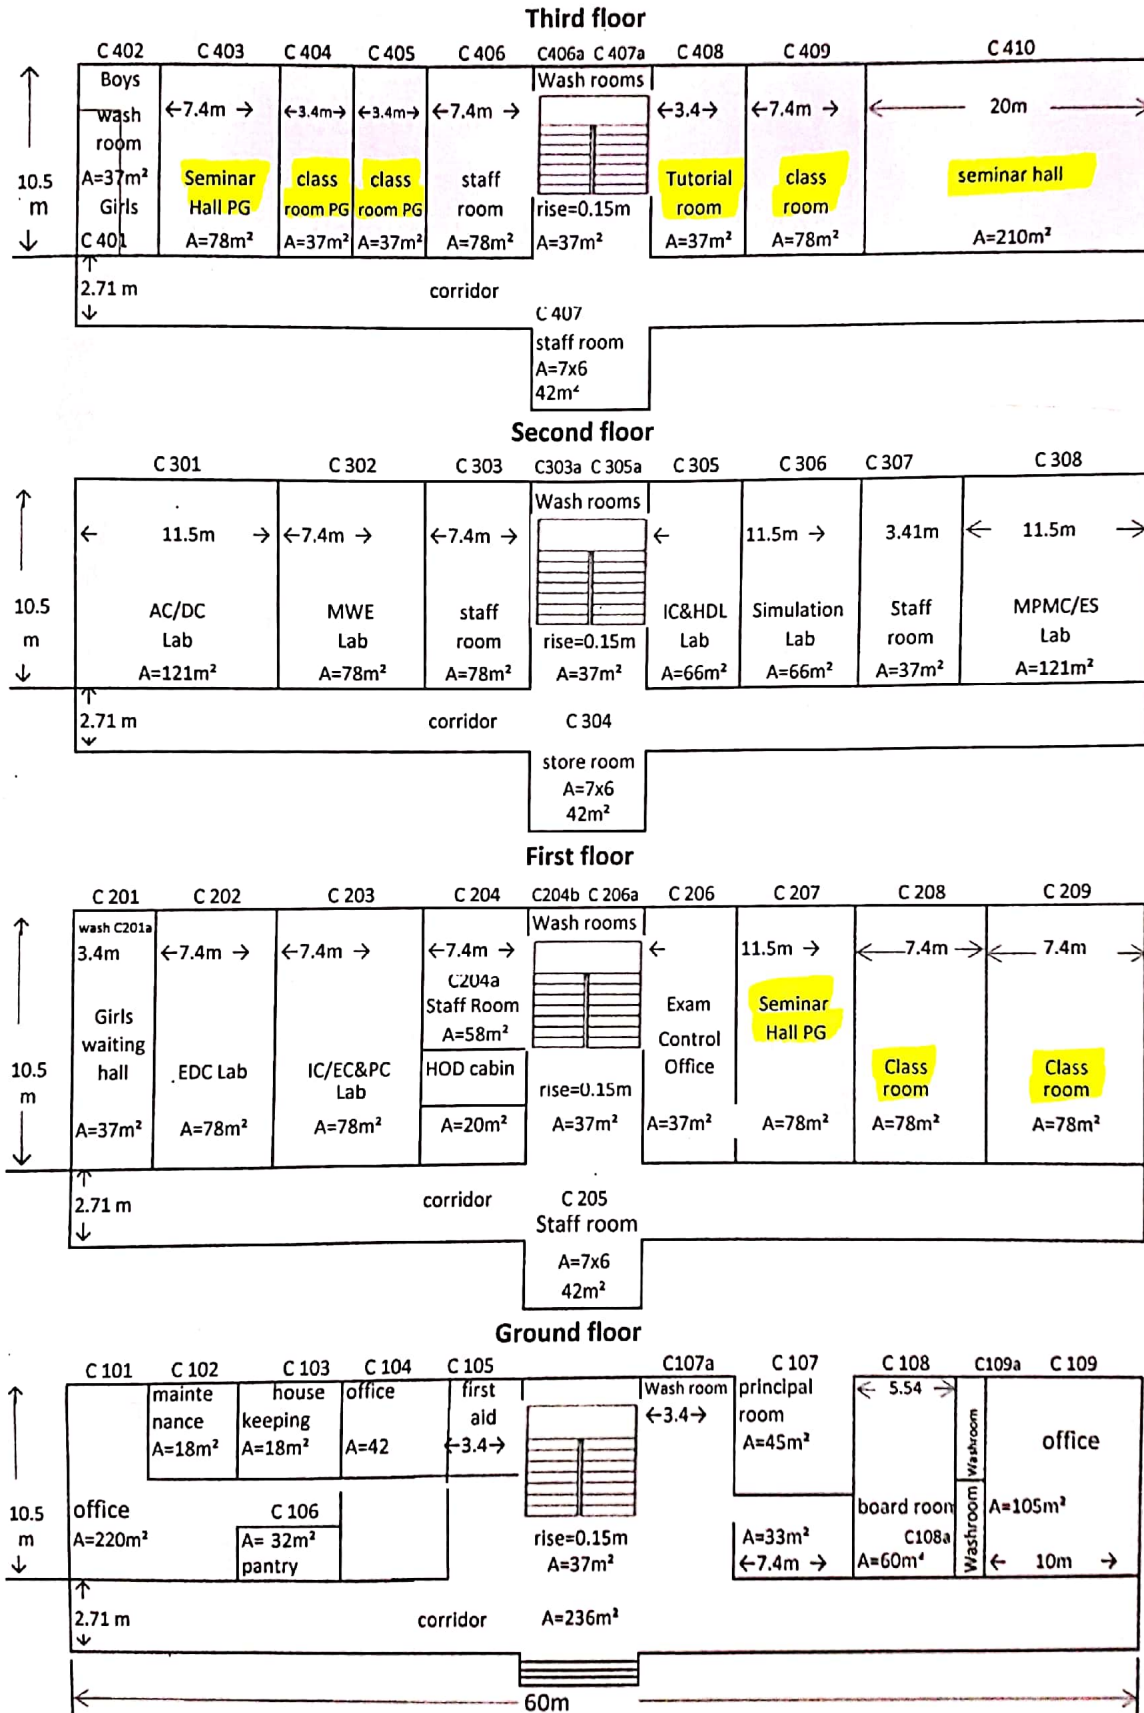 Third floor
C 402 C 403 C 404 C 405 C 406 C406a C 407a C 408 C 409 C 410
Boys
wash
room
A=37m²
Girls
C 401
←7.4m →
Seminar
Hall PG
A=78m²
←3.4m→
class
room PG
A=37m²
←3.4m→
class
room PG
A=37m²
←7.4m →
staff
room
A=78m²
Wash rooms
rise=0.15m
A=37m²
←3.4→
Tutorial
room
A=37m²
←7.4m →
class
room
A=78m²
20m
seminar hall
A=210m²
10.5
m
2.71 m
corridor
C 407
staff room
A=7x6
42m²
Second floor
C 301 C 302 C 303 C303a C 305a C 305 C 306 C 307 C 308
← 11.5m →
AC/DC
Lab
A=121m²
←7.4m →
MWE
Lab
A=78m²
←7.4m →
staff
room
A=78m²
Wash rooms
rise=0.15m
A=37m²
←
IC&HDL
Lab
A=66m²
11.5m →
Simulation
Lab
A=66m²
3.41m
Staff
room
A=37m²
← 11.5m →
MPMC/ES
Lab
A=121m²
10.5
m
2.71 m
corridor
C 304
store room
A=7x6
42m²
First floor
C 201 C 202 C 203 C 204 C204b C 206a C 206 C 207 C 208 C 209
wash C201a
3.4m
Girls
waiting
hall
A=37m²
←7.4m →
EDC Lab
A=78m²
←7.4m →
IC/EC&PC
Lab
A=78m²
←7.4m →
C204a
Staff Room
A=58m²
HOD cabin
A=20m²
Wash rooms
rise=0.15m
A=37m²
←
Exam
Control
Office
A=37m²
11.5m →
Seminar
Hall PG
A=78m²
7.4m
Class
room
A=78m²
7.4m
Class
room
A=78m²
10.5
m
2.71 m
corridor
C 205
Staff room
A=7x6
42m²
Ground floor
C 101 C 102 C 103 C 104 C 105 C107a C 107 C 108 C109a C 109
mainte
nance
A=18m²
house
keeping
A=18m²
office
A=42
first
aid
←3.4→
Wash room
←3.4→
principal
room
A=45m²
← 5.54 →
Washroom
office
office
A=220m²
C 106
A= 32m²
pantry
rise=0.15m
A=37m²
A=33m²
←7.4m →
board room
C108a
A=60m²
Washroom
A=105m²
← 10m →
10.5
m
2.71 m
corridor
A=236m²
60m